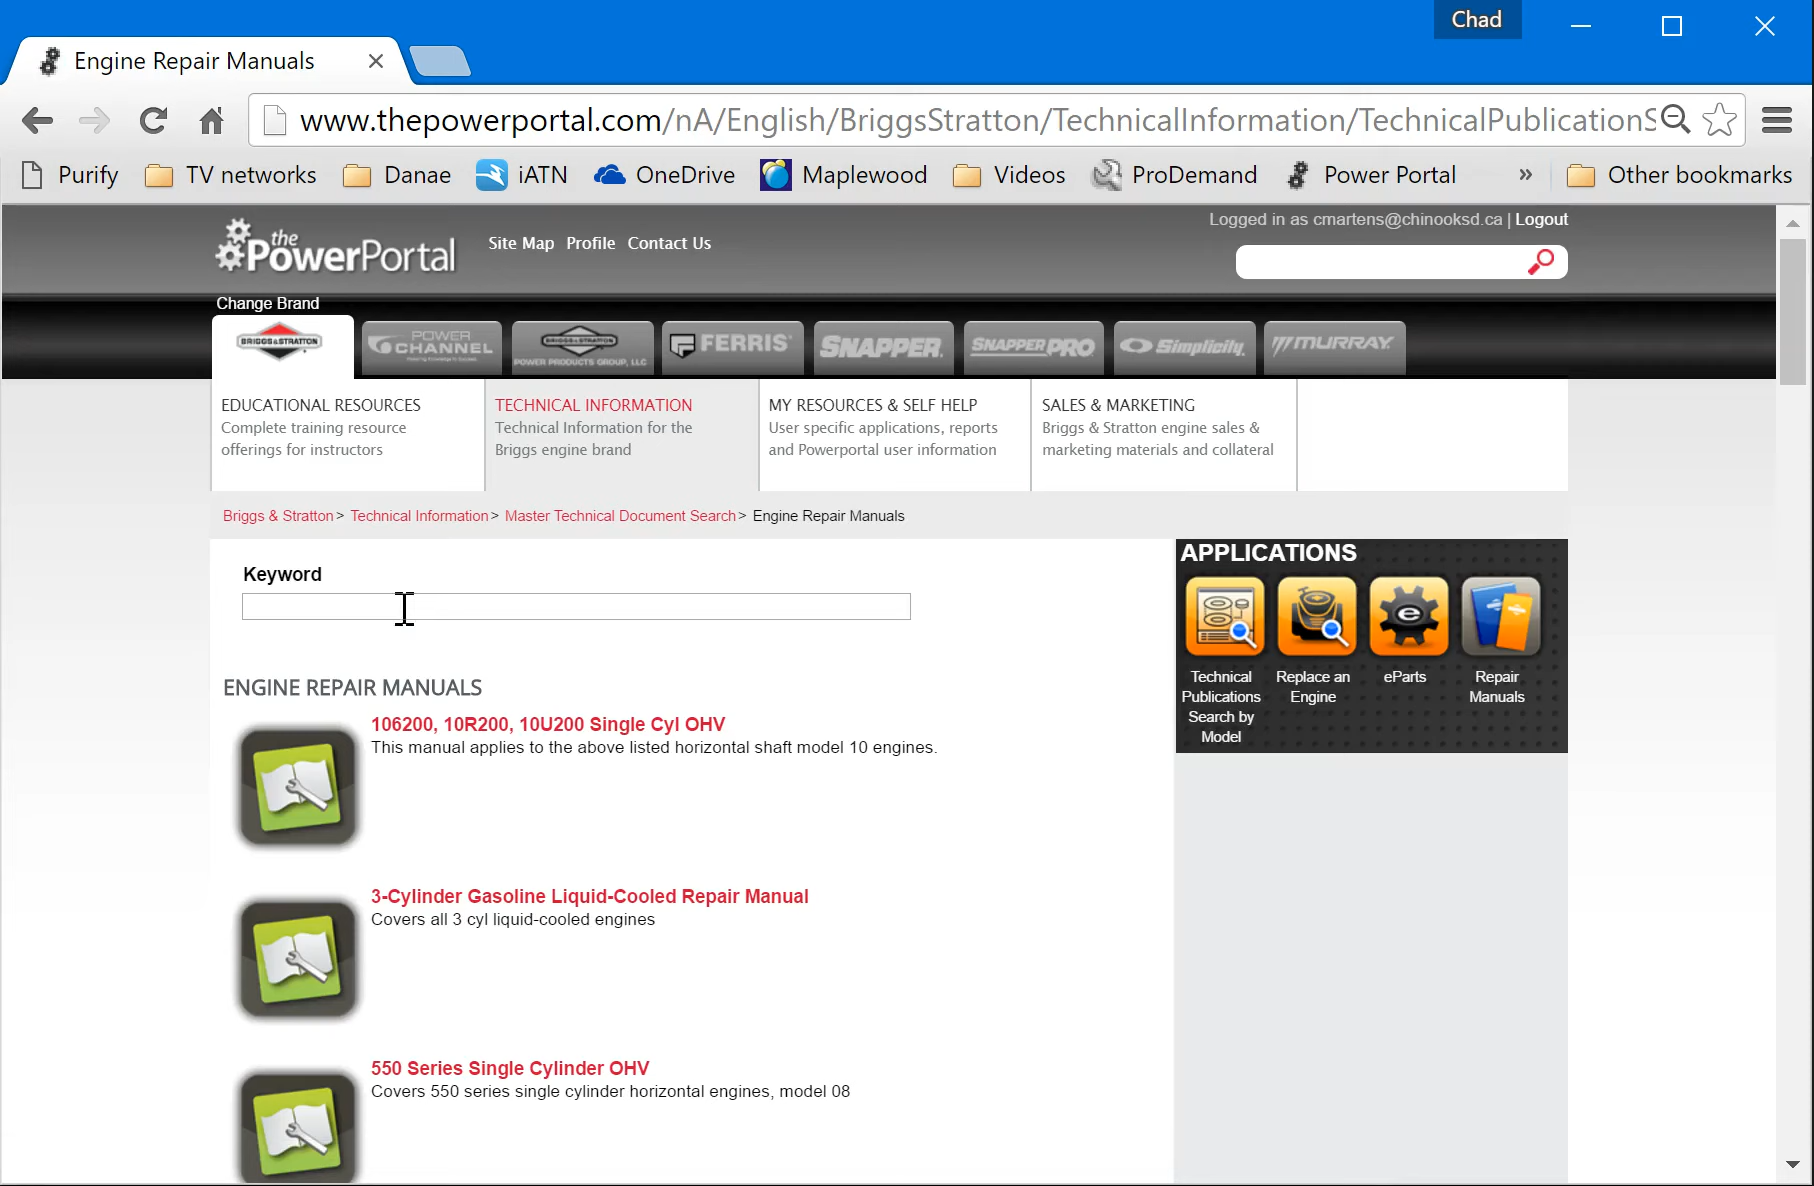 Chad
Engine Repair Manuals
www.thepowerportal.com/nA/English/BriggsStratton/TechnicalInformation/TechnicalPublicationS
Purify TV networks Danae iATN OneDrive Maplewood Videos ProDemand Power Portal » Other bookmarks
Logged in as cmartens@chinooksd.ca | Logout
the PowerPortal
Site Map Profile Contact Us
Change Brand
BRIGGS&STRATTON
POWER CHANNEL
BRIGGS&STRATTON POWER PRODUCTS GROUP, LLC
FERRIS
SNAPPER
SNAPPER PRO
Simplicity
MURRAY
EDUCATIONAL RESOURCES
Complete training resource
offerings for instructors
TECHNICAL INFORMATION
Technical Information for the
Briggs engine brand
MY RESOURCES & SELF HELP
User specific applications, reports
and Powerportal user information
SALES & MARKETING
Briggs & Stratton engine sales &
marketing materials and collateral
Briggs & Stratton > Technical Information > Master Technical Document Search > Engine Repair Manuals
Keyword
ENGINE REPAIR MANUALS
106200, 10R200, 10U200 Single Cyl OHV
This manual applies to the above listed horizontal shaft model 10 engines.
3-Cylinder Gasoline Liquid-Cooled Repair Manual
Covers all 3 cyl liquid-cooled engines
550 Series Single Cylinder OHV
Covers 550 series single cylinder horizontal engines, model 08
APPLICATIONS
Technical
Publications
Search by
Model
Replace an
Engine
e
eParts
Repair
Manuals